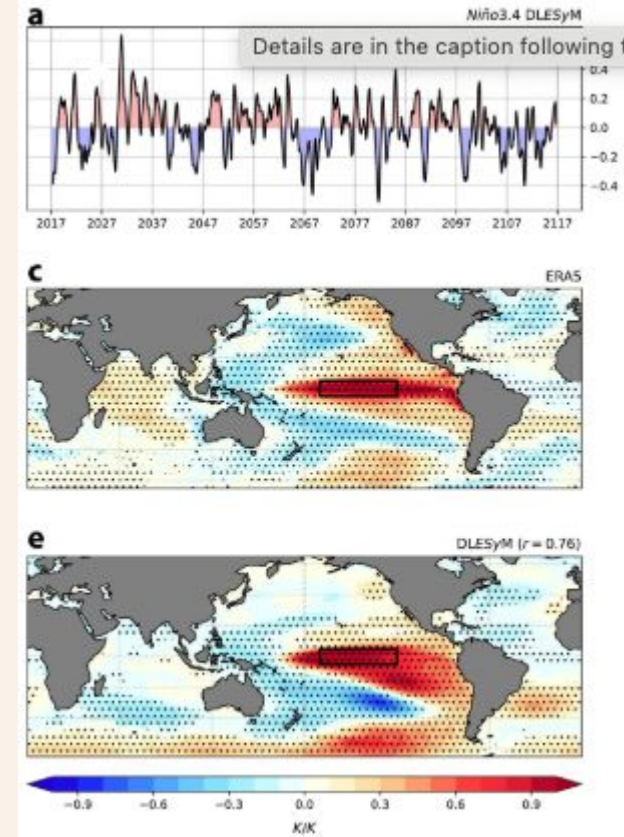 a
Niño3.4 DLESyM
Details are in the caption following f
0.4
0.2
0.0
−0.2
−0.4
2017 2027 2037 2047 2057 2067 2077 2087 2097 2107 2117
c
ERA5
e
DLESyM (r = 0.76)
−0.9 −0.6 −0.3 0.0 0.3 0.6 0.9
K/K